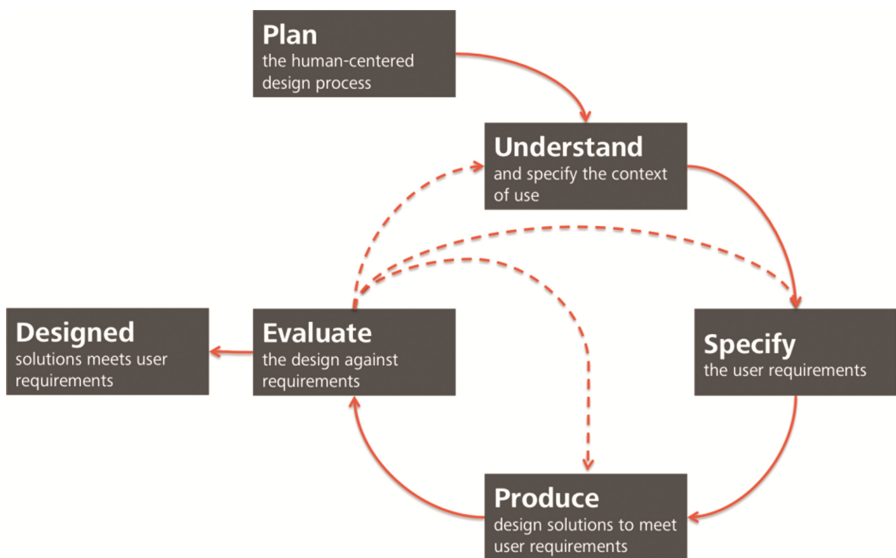 Plan
the human-centered
design process
Understand
and specify the context
of use
Designed
solutions meets user
requirements
Evaluate
the design against
requirements
Specify
the user requirements
Produce
design solutions to meet
user requirements